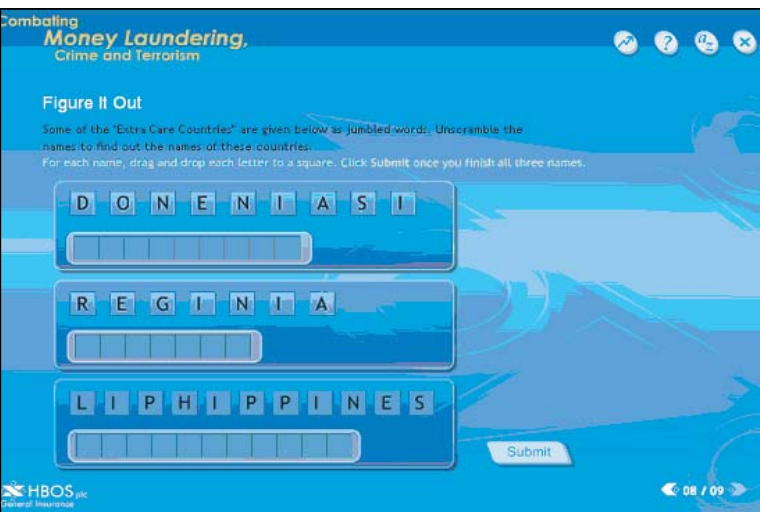 Combating
Money Laundering,
Crime and Terrorism
?
a z
Figure It Out
Some of the "Extra Care Countries" are given below as jumbled words. Unscramble the
names to find out the names of these countries.
For each name, drag and drop each letter to a square. Click Submit once you finish all three names.
D O N E N I A S I
R E G I N I A
L I P H I P P I N E S
Submit
HBOS plc
General Insurance
08 / 09